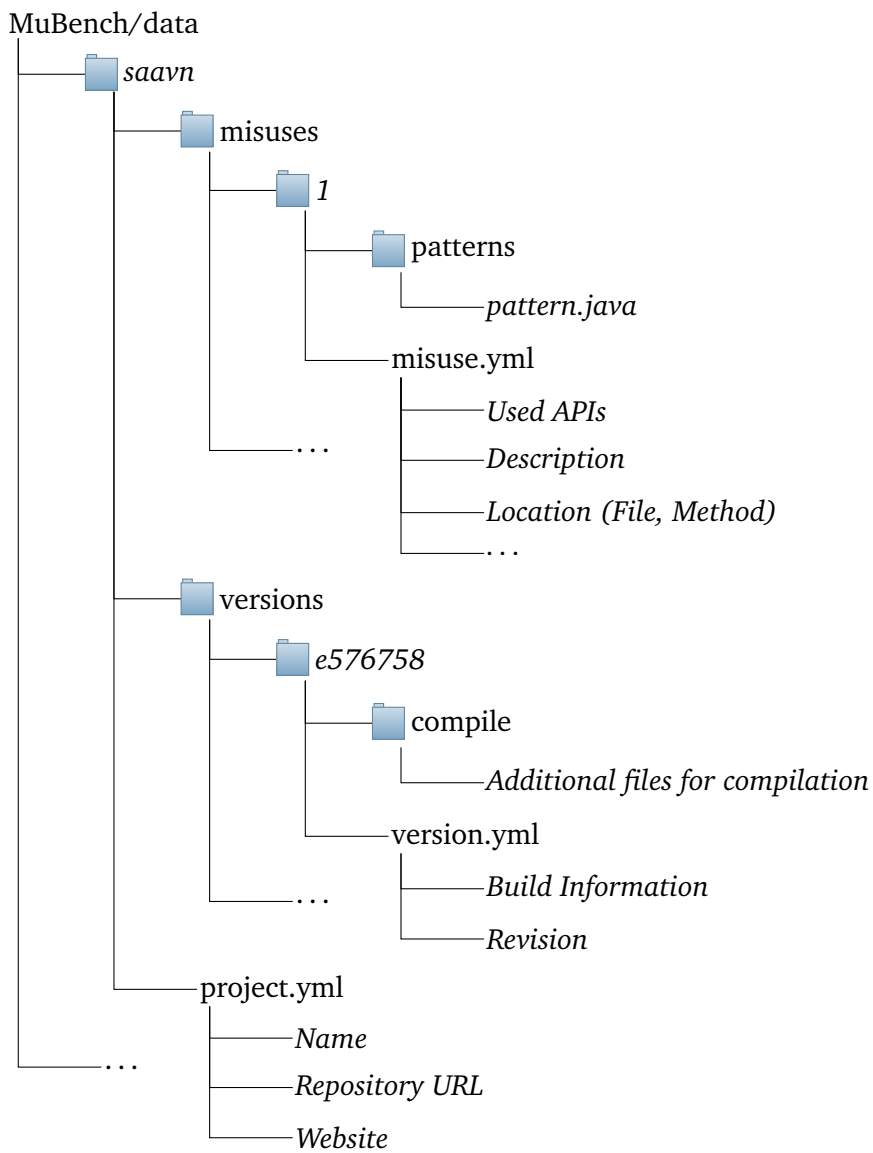 MuBench/data
saavn
misuses
1
patterns
pattern.java
misuse.yml
Used APIs
...
Description
Location (File, Method)
...
versions
e576758
compile
Additional files for compilation
version.yml
Build Information
...
Revision
project.yml
Name
...
Repository URL
Website